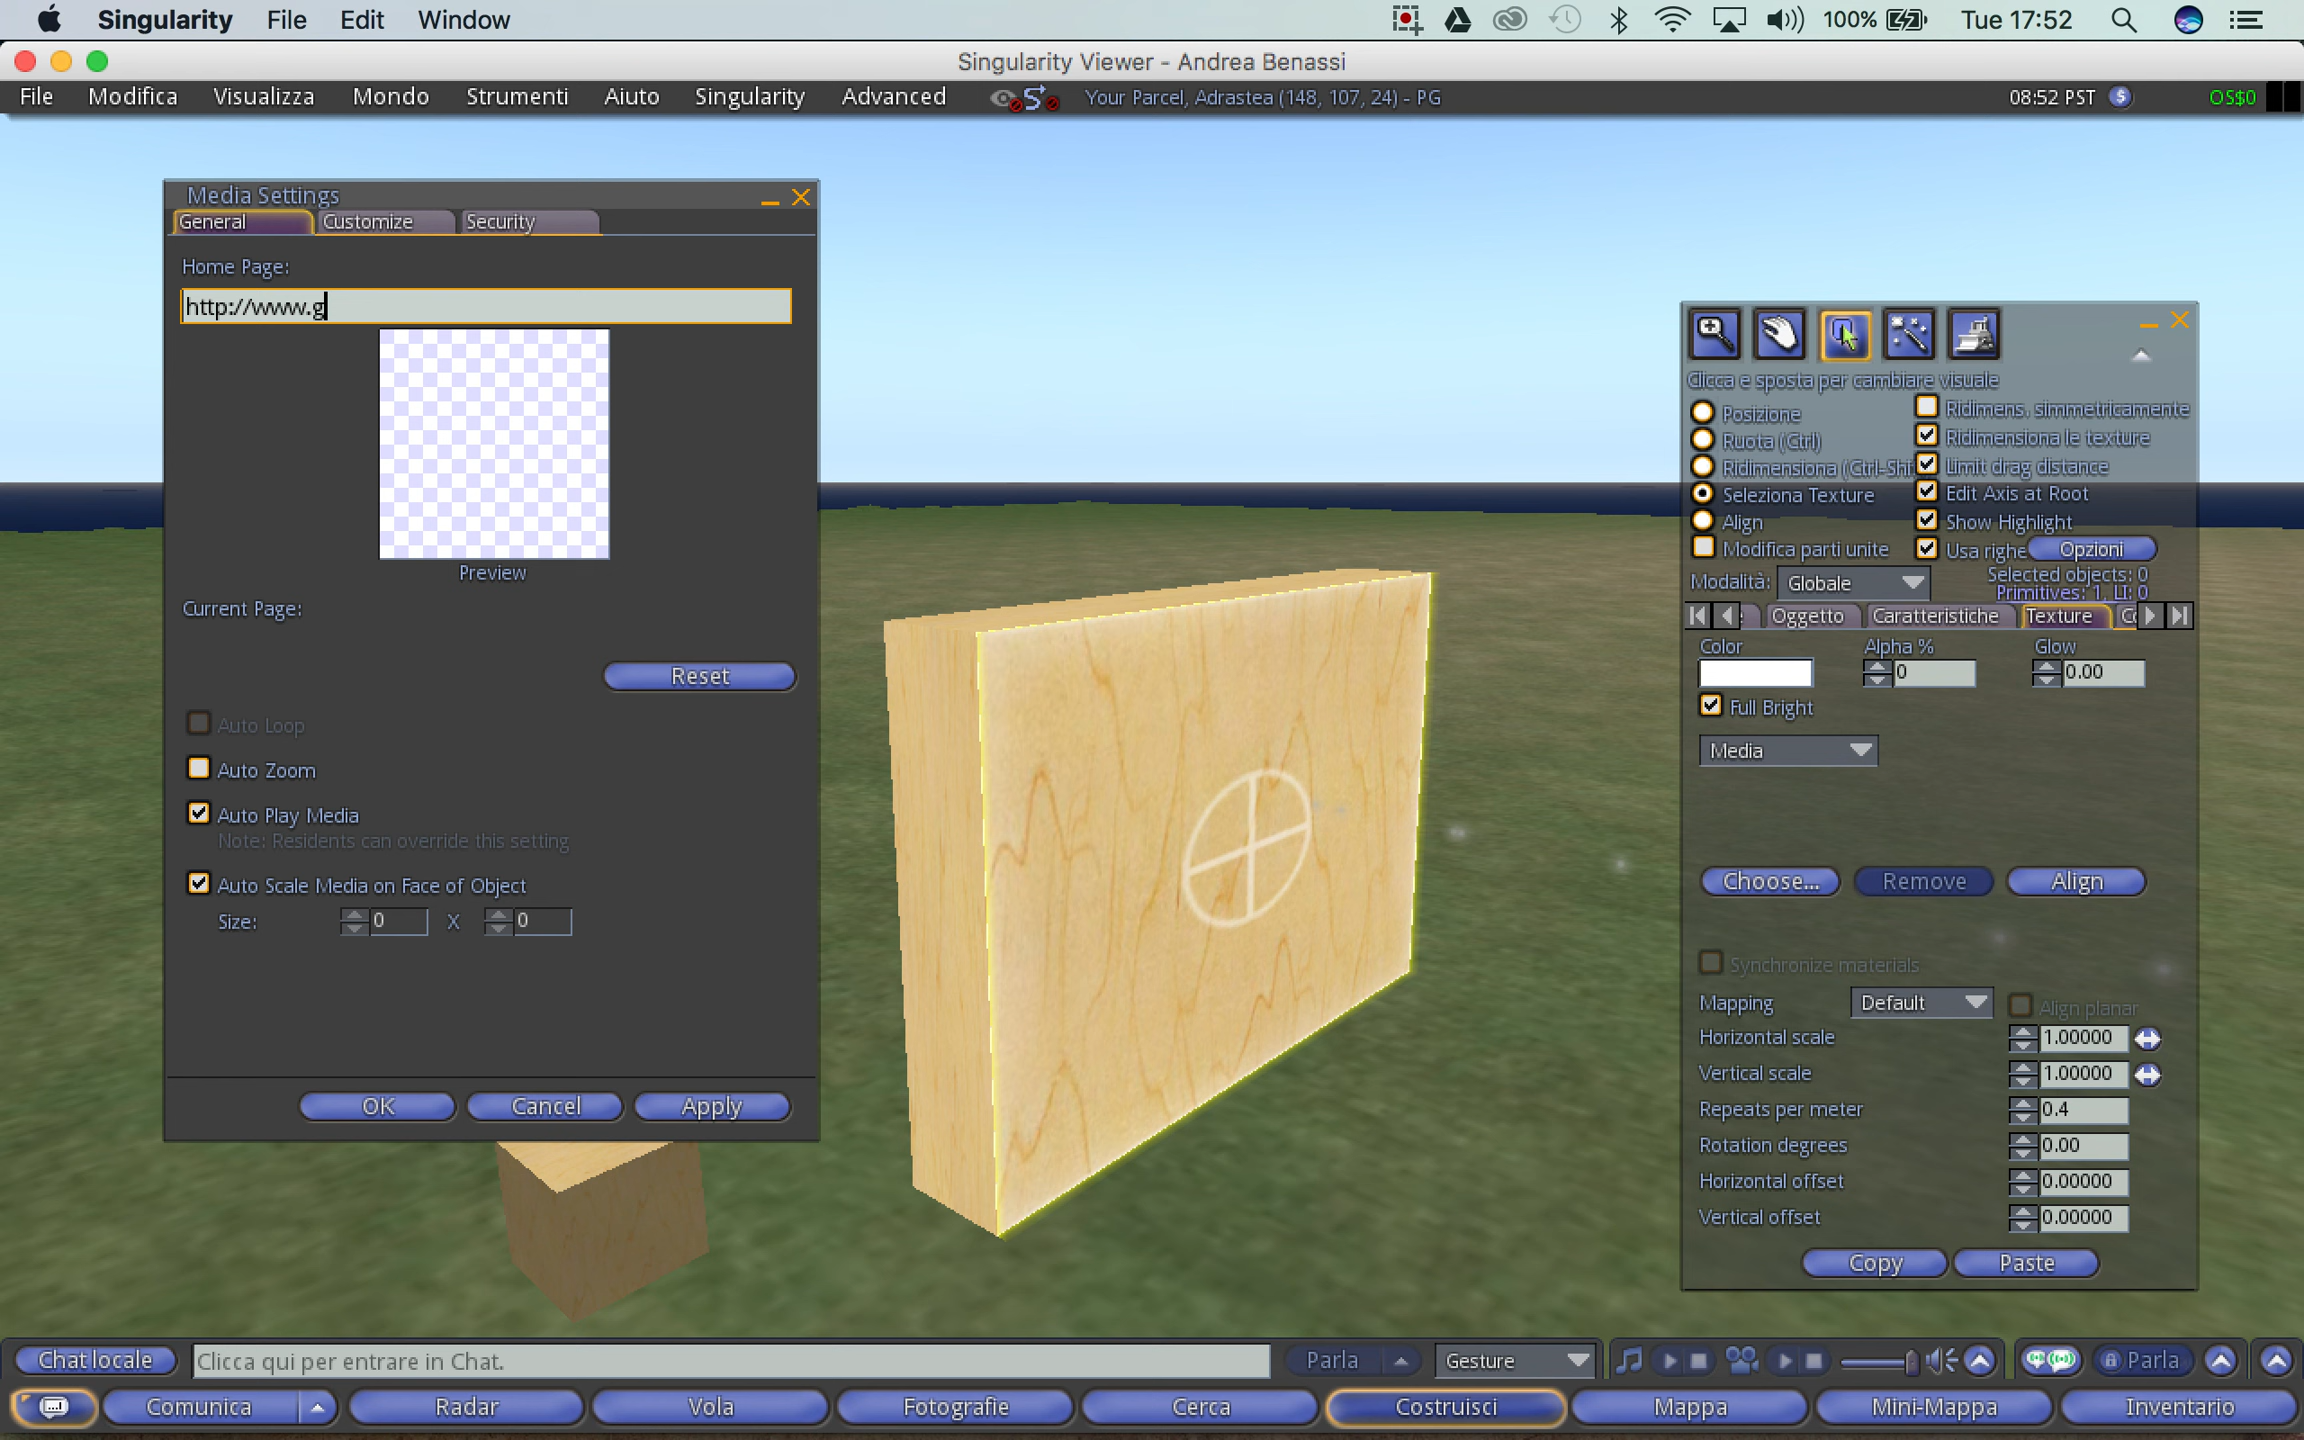 Singularity File Edit Window 100% Tue 17:52
Singularity Viewer - Andrea Benassi
File Modifica Visualizza Mondo Strumenti Aiuto Singularity Advanced Your Parcel, Adrastea (148, 107, 24) - PG 08:52 PST OS$0
Media Settings
General Customize Security
Home Page:
http://www.g
Preview
Current Page:
Reset
Auto Loop
Auto Zoom
Auto Play Media
Note: Residents can override this setting
Auto Scale Media on Face of Object
Size: 0 X 0
OK Cancel Apply
Clicca e sposta per cambiare visuale
Posizione
Ruota (Ctrl)
Ridimensiona (Ctrl-Shi
Seleziona Texture
Align
Modifica parti unite
Ridimens. simmetricamente
Ridimensiona le texture
Limit drag distance
Edit Axis at Root
Show Highlight
Usa righe Opzioni
Modalità: Globale
Selected objects: 0
Primitives: 1, LI: 0
Oggetto Caratteristiche Texture
Color Alpha % Glow
0 0.00
Full Bright
Media
Choose... Remove Align
Synchronize materials
Mapping Default Align planar
Horizontal scale 1.00000
Vertical scale 1.00000
Repeats per meter 0.4
Rotation degrees 0.00
Horizontal offset 0.00000
Vertical offset 0.00000
Copy Paste
Chat locale Clicca qui per entrare in Chat. Parla Gesture Parla
Comunica Radar Vola Fotografie Cerca Costruisci Mappa Mini-Mappa Inventario